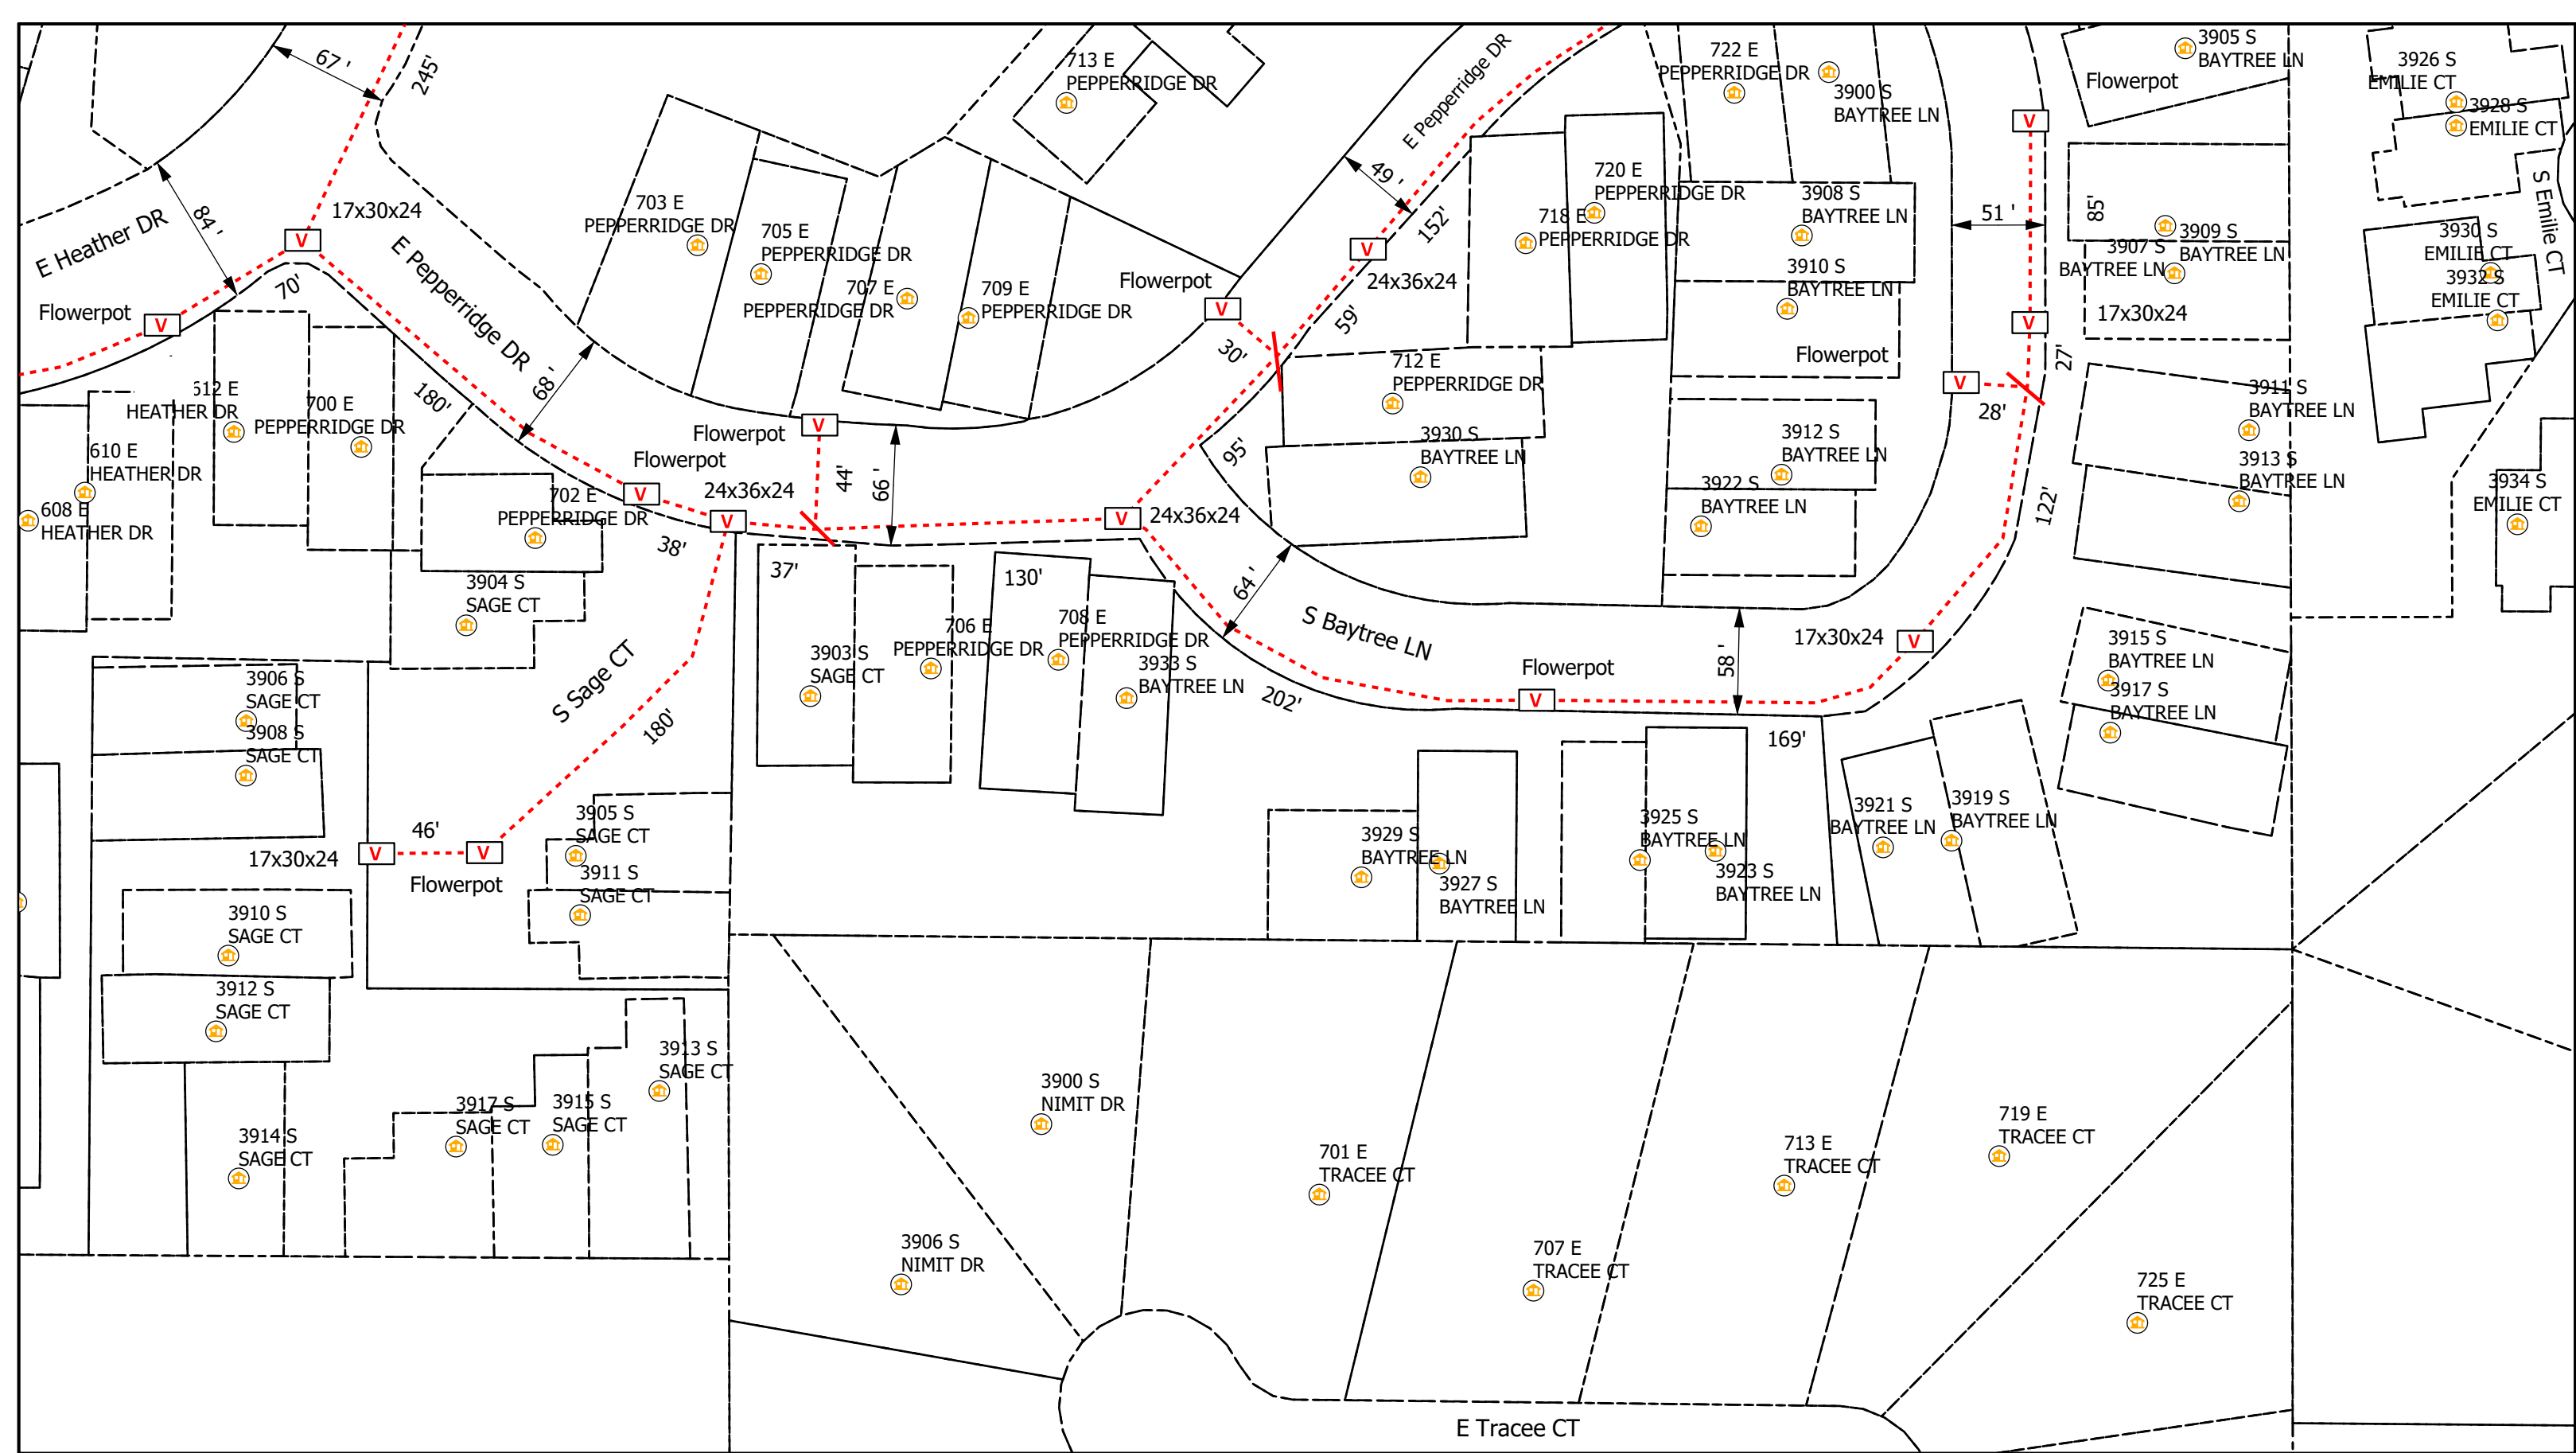 67 '
245'
713 E
PEPPERRIDGE DR
E Pepperridge DR
722 E
PEPPERRIDGE DR
3900 S
BAYTREE LN
3905 S
BAYTREE LN
Flowerpot
3926 S
EMILIE CT
3928 S
EMILIE CT
S Emilie CT
84 '
E Heather DR
17x30x24
V
703 E
PEPPERRIDGE DR
705 E
PEPPERRIDGE DR
707 E
PEPPERRIDGE DR
709 E
PEPPERRIDGE DR
Flowerpot
V
49 '
152'
V
24x36x24
718 E
PEPPERRIDGE DR
720 E
PEPPERRIDGE DR
3908 S
BAYTREE LN
3910 S
BAYTREE LN
51 '
V
85'
3909 S
BAYTREE LN
3907 S
BAYTREE LN
17x30x24
V
3930 S
EMILIE CT
3932 S
EMILIE CT
Flowerpot
V
70'
E Pepperridge DR
68 '
180'
30'
59'
712 E
PEPPERRIDGE DR
Flowerpot
V
28'
27'
3911 S
BAYTREE LN
3913 S
BAYTREE LN
3934 S
EMILIE CT
612 E
HEATHER DR
700 E
PEPPERRIDGE DR
610 E
HEATHER DR
608 E
HEATHER DR
Flowerpot
V
Flowerpot
V
24x36x24
V
44'
66 '
V
24x36x24
95'
3930 S
BAYTREE LN
3912 S
BAYTREE LN
3922 S
BAYTREE LN
122'
702 E
PEPPERRIDGE DR
38'
37'
130'
3904 S
SAGE CT
S Sage CT
180'
3903 S
SAGE CT
706 E
PEPPERRIDGE DR
708 E
PEPPERRIDGE DR
3933 S
BAYTREE LN
64 '
S Baytree LN
202'
Flowerpot
V
58 '
17x30x24
V
169'
3915 S
BAYTREE LN
3917 S
BAYTREE LN
3906 S
SAGE CT
3908 S
SAGE CT
46'
17x30x24
V
V
Flowerpot
3905 S
SAGE CT
3911 S
SAGE CT
3929 S
BAYTREE LN
3927 S
BAYTREE LN
3925 S
BAYTREE LN
3923 S
BAYTREE LN
3921 S
BAYTREE LN
3919 S
BAYTREE LN
3910 S
SAGE CT
3912 S
SAGE CT
3914 S
SAGE CT
3917 S
SAGE CT
3915 S
SAGE CT
3913 S
SAGE CT
3900 S
NIMIT DR
3906 S
NIMIT DR
701 E
TRACEE CT
707 E
TRACEE CT
713 E
TRACEE CT
719 E
TRACEE CT
725 E
TRACEE CT
E Tracee CT